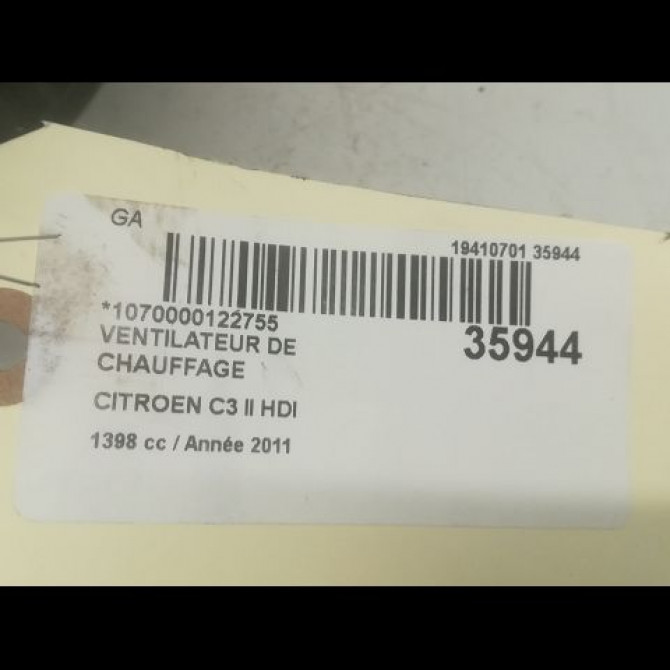 GA
19410701 35944
*1070000122755
35944
VENTILATEUR DE
CHAUFFAGE
CITROEN C3 II HDI
1398 cc / Année 2011